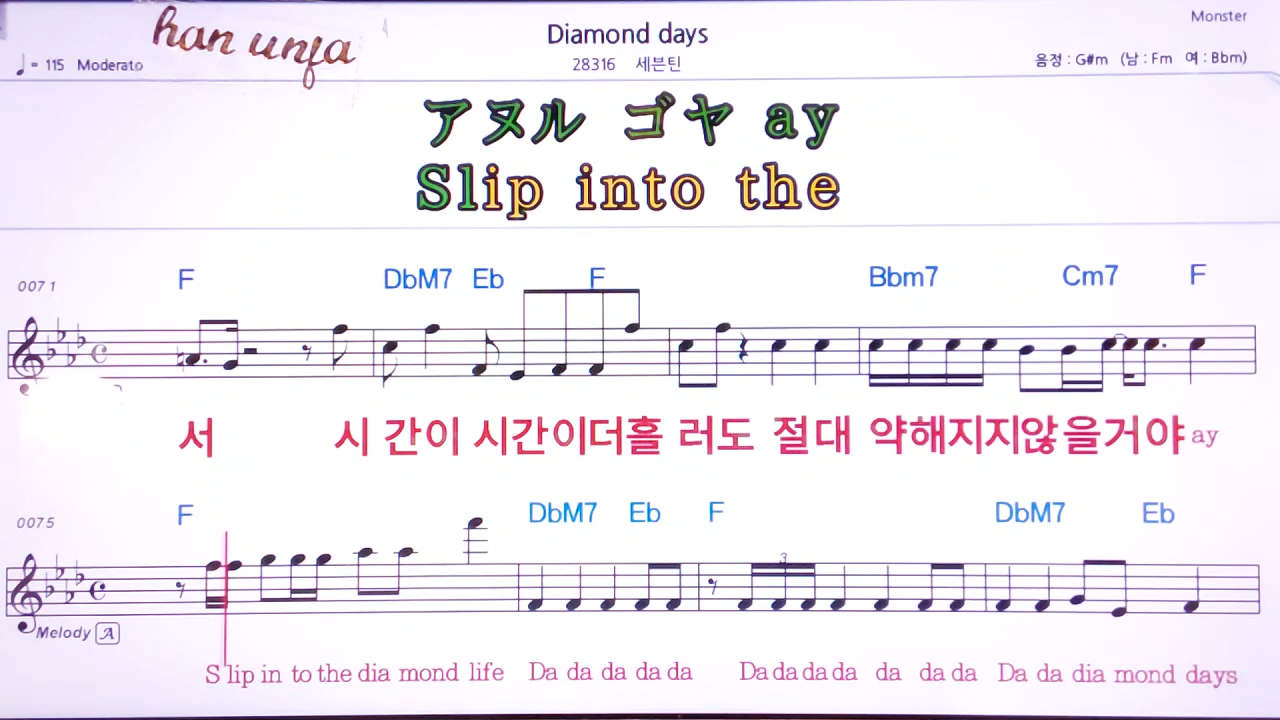 Monster
han unfa
Diamond days
♩= 115 Moderato
28316 세븐틴
음정 : G#m (남 : Fm 여 : Bbm)
アヌル ゴヤ ay
Slip into the
0071 F DbM7 Eb F Bbm7 Cm7 F
서 시 간이 시간이더흘 러도 절대 약해지지않을거야 ay
0075 F DbM7 Eb F DbM7 Eb
3
Melody A
Slip in to the dia mond life Da da da da da Da da da da da da da Da da dia mond days